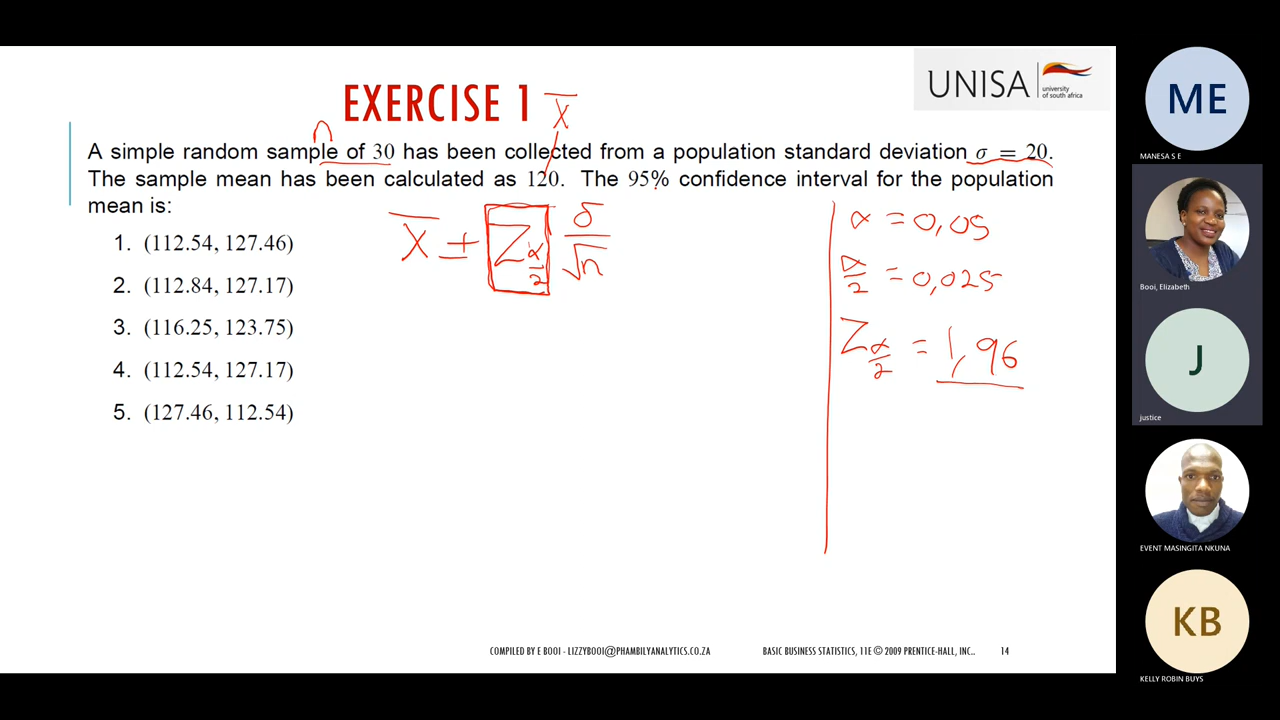 EXERCISE 1
X̄
n
A simple random sample of 30 has been collected from a population standard deviation σ = 20.
The sample mean has been calculated as 120. The 95% confidence interval for the population
mean is:
1. (112.54, 127.46)
2. (112.84, 127.17)
3. (116.25, 123.75)
4. (112.54, 127.17)
5. (127.46, 112.54)
X̄ ± Z α/2 δ/√n
α = 0,05
α/2 = 0,025
Z α/2 = 1,96
COMPILED BY E BOOI - LIZZYBOOI@PHAMBILYANALYTICS.CO.ZA
BASIC BUSINESS STATISTICS, 11E © 2009 PRENTICE-HALL, INC..
14
UNISA
university
of south africa
ME
MANESA S E
Booi, Elizabeth
J
justice
EVENT MASINGITA NKUNA
KB
KELLY ROBIN BUYS